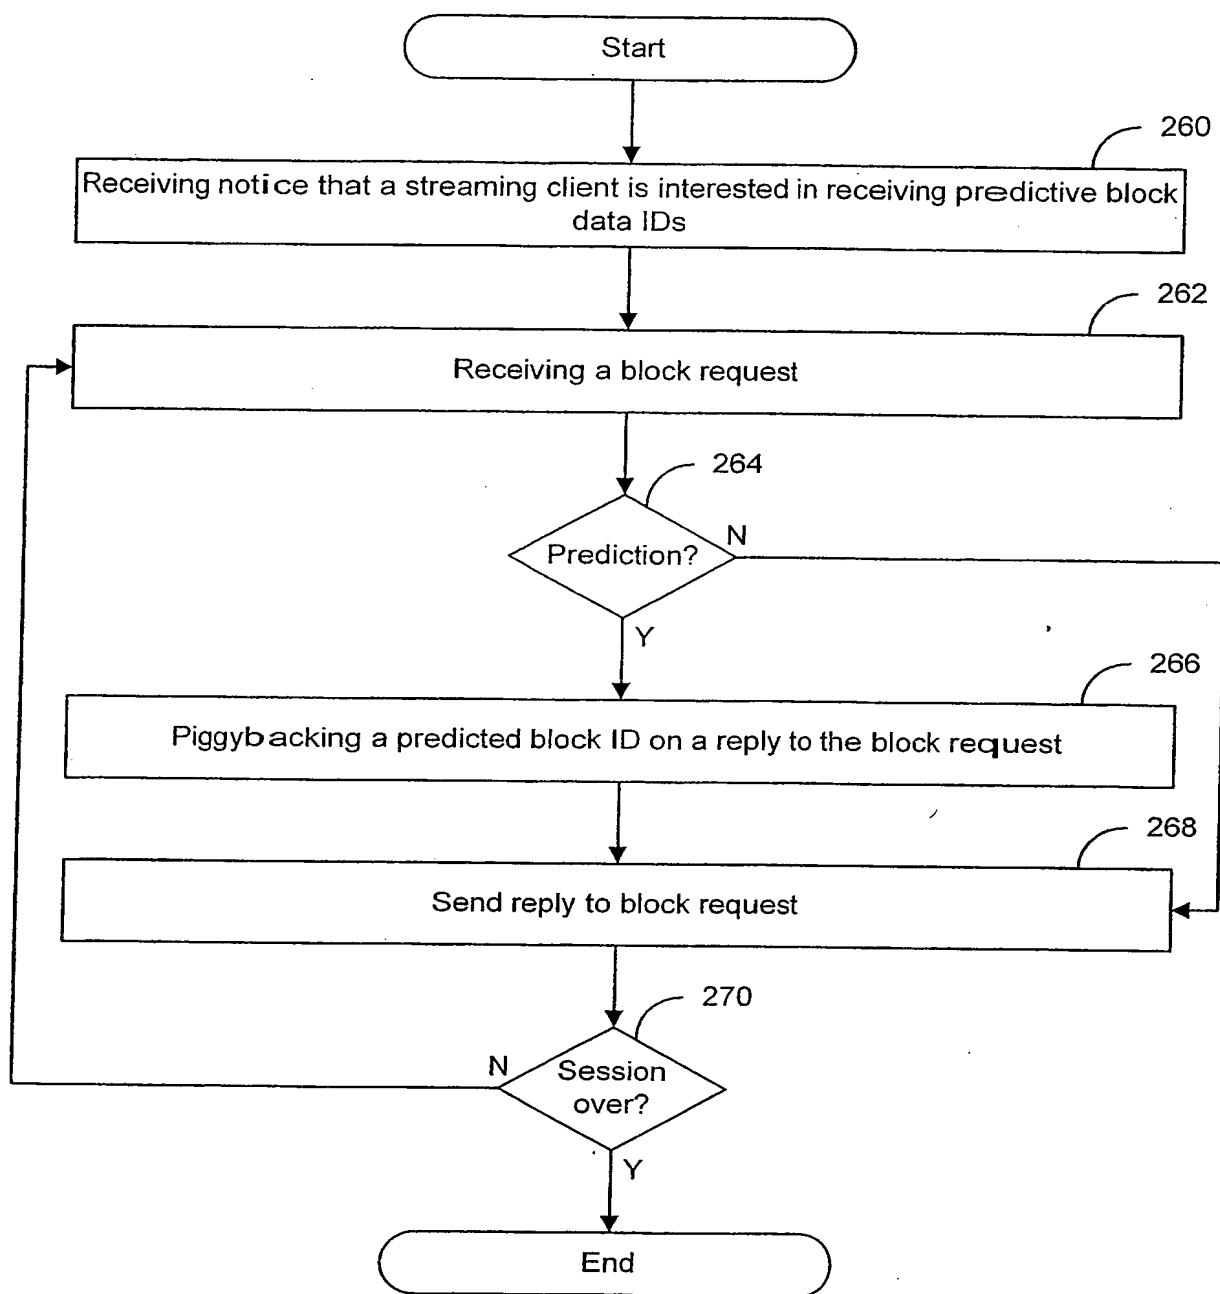 Start
260
Receiving notice that a streaming client is interested in receiving predictive block
data IDs
262
Receiving a block request
264
Prediction?
N
Y
266
Piggybacking a predicted block ID on a reply to the block request
268
Send reply to block request
270
N
Session
over?
Y
End